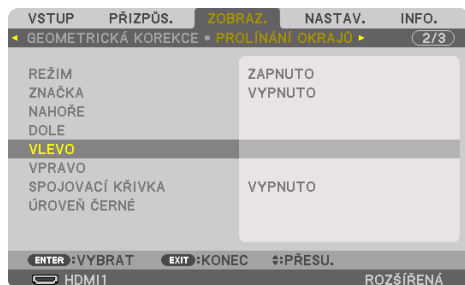 VSTUP PŘIZPŮS. ZOBRAZ. NASTAV. INFO.
GEOMETRICKÁ KOREKCE • PROLÍNÁNÍ OKRAJŮ 2/3
REŽIM ZAPNUTO
ZNAČKA VYPNUTO
NAHOŘE
DOLE
VLEVO
VPRAVO
SPOJOVACÍ KŘIVKA VYPNUTO
ÚROVEŇ ČERNÉ
ENTER :VYBRAT EXIT :KONEC :PŘESU.
HDMI1 ROZŠÍŘENÁ